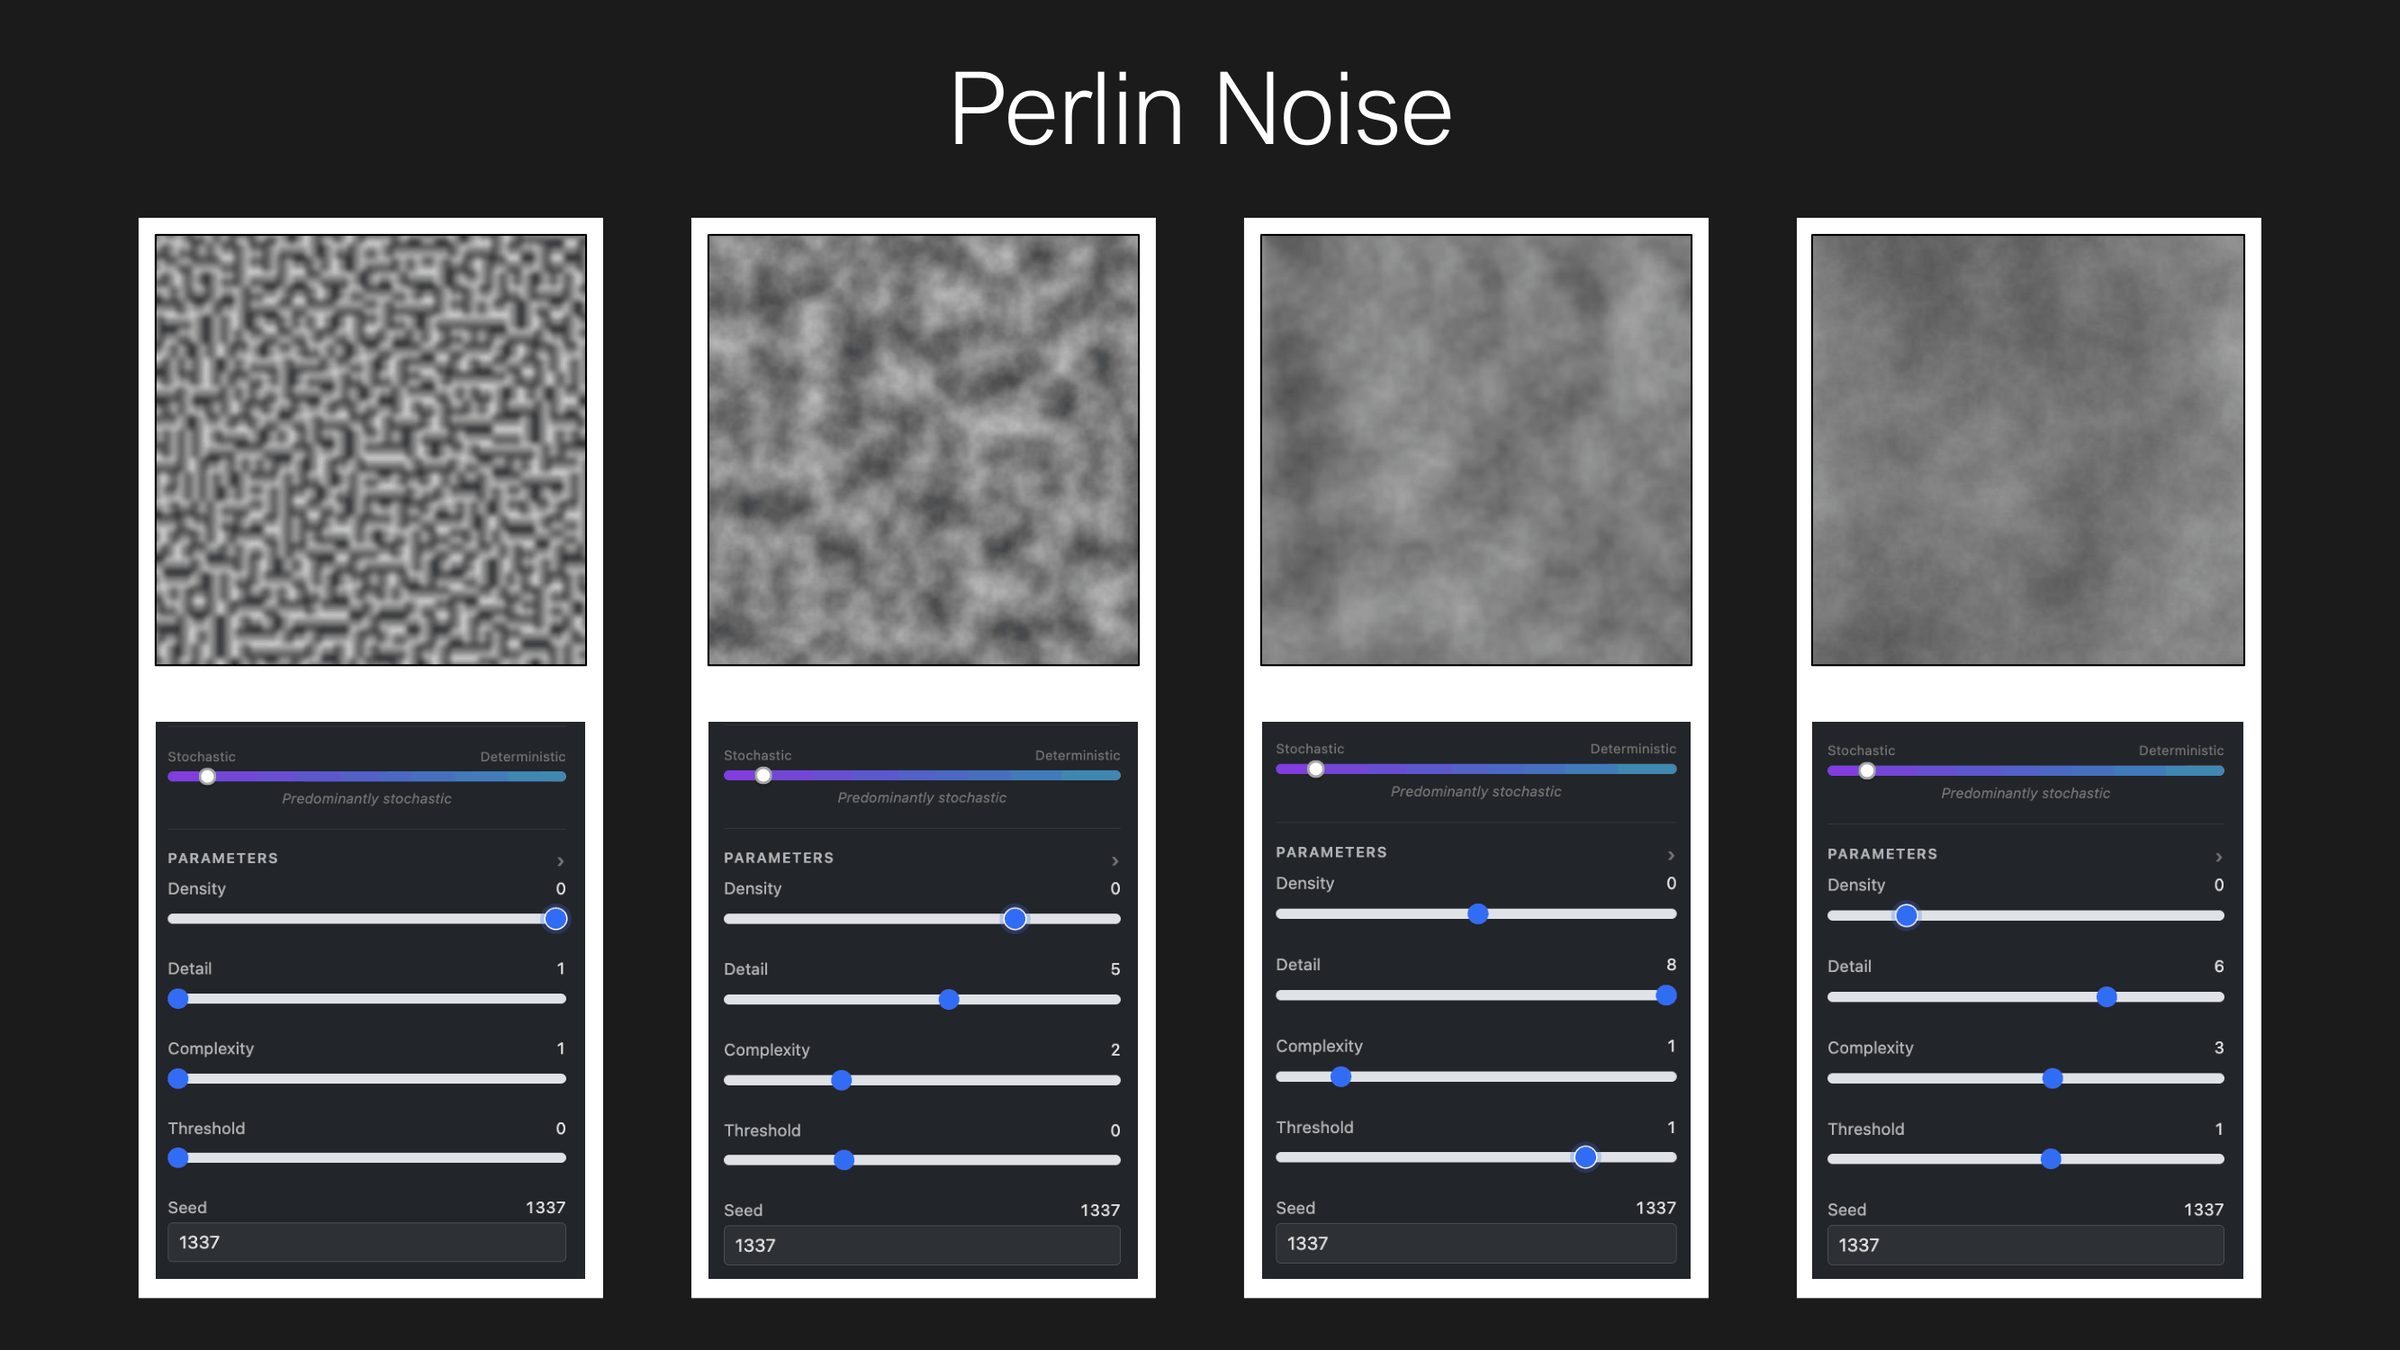 Perlin Noise
Stochastic Deterministic
Predominantly stochastic
PARAMETERS ›
Density 0
Detail 1
Complexity 1
Threshold 0
Seed 1337
1337
Stochastic Deterministic
Predominantly stochastic
PARAMETERS ›
Density 0
Detail 5
Complexity 2
Threshold 0
Seed 1337
1337
Stochastic Deterministic
Predominantly stochastic
PARAMETERS ›
Density 0
Detail 8
Complexity 1
Threshold 1
Seed 1337
1337
Stochastic Deterministic
Predominantly stochastic
PARAMETERS ›
Density 0
Detail 6
Complexity 3
Threshold 1
Seed 1337
1337